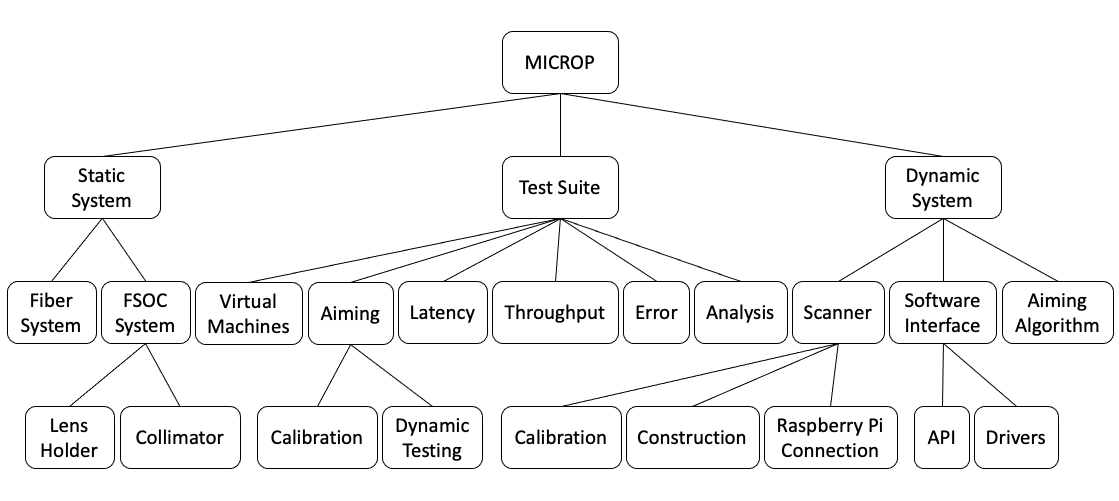 MICROP
Static
System
Test Suite
Dynamic
System
Fiber
System
FSOC
System
Virtual
Machines
Aiming
Latency
Throughput
Error
Analysis
Scanner
Software
Interface
Aiming
Algorithm
Lens
Holder
Collimator
Calibration
Dynamic
Testing
Calibration
Construction
Raspberry Pi
Connection
API
Drivers